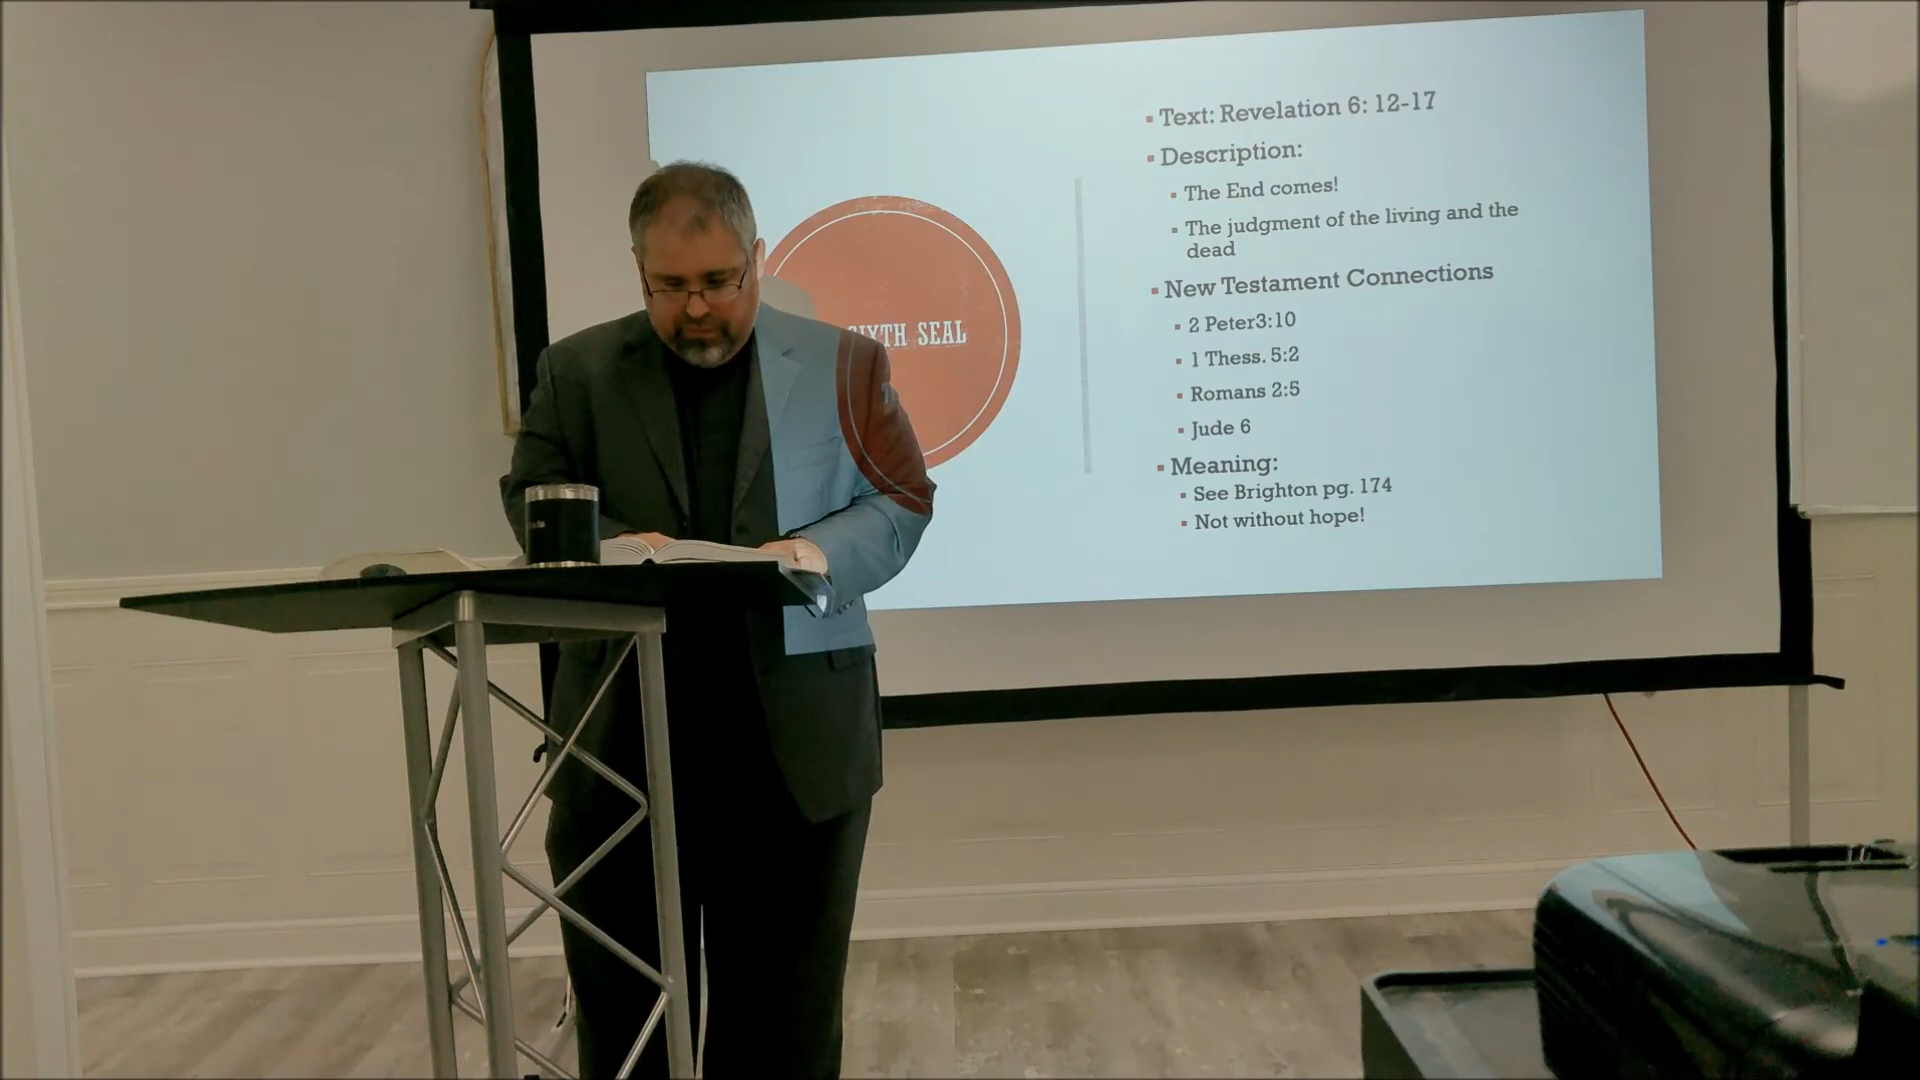 SIXTH SEAL
Text: Revelation 6: 12-17
Description:
The End comes!
The judgment of the living and the
dead
New Testament Connections
2 Peter3:10
1 Thess. 5:2
Romans 2:5
Jude 6
Meaning:
See Brighton pg. 174
Not without hope!